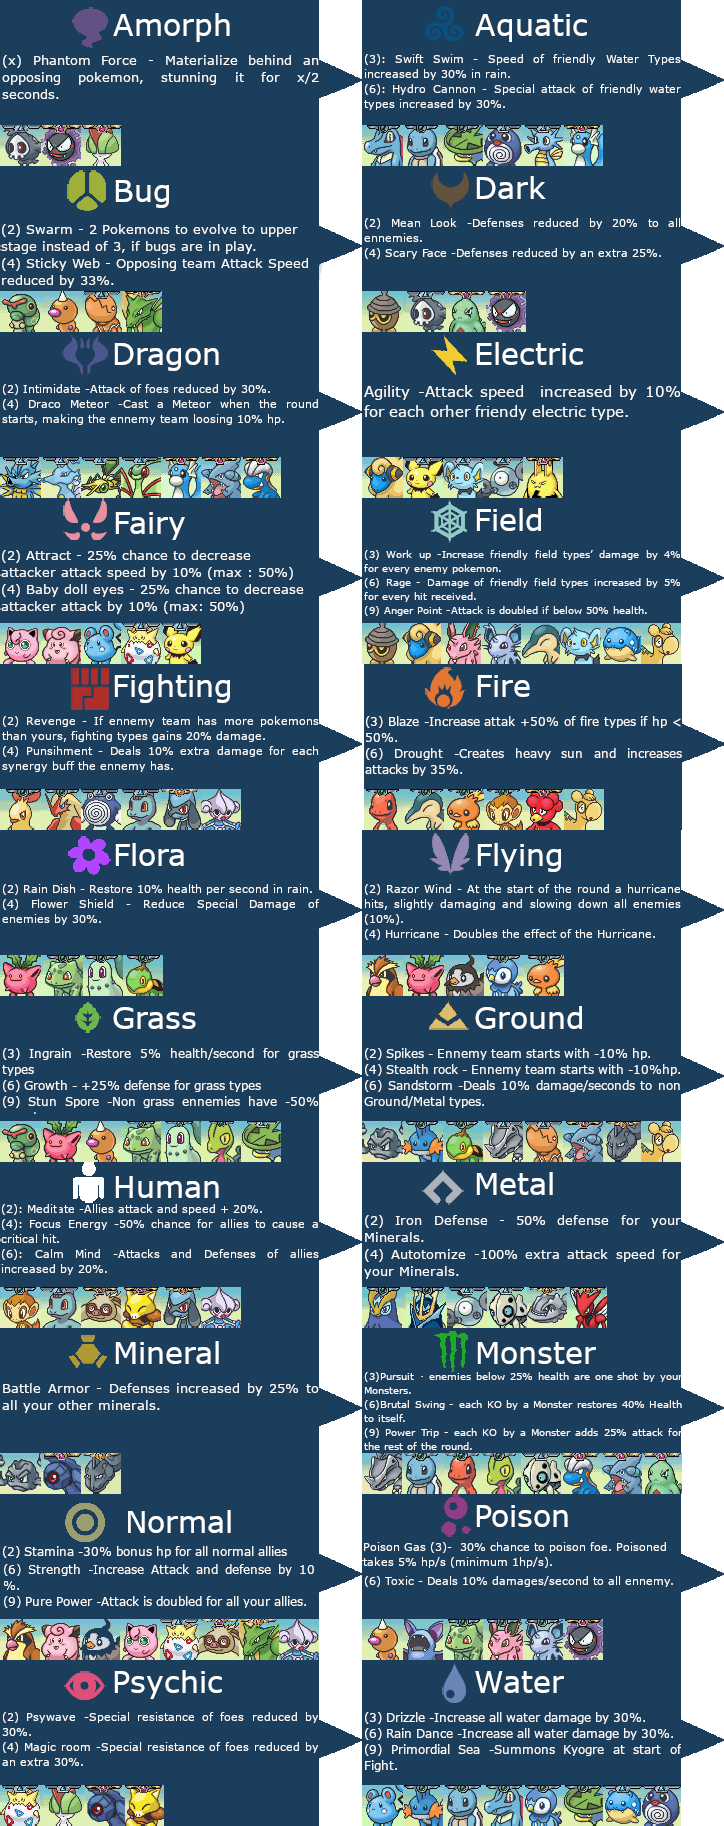 Amorph
(x) Phantom Force - Materialize behind an
opposing pokemon, stunning it for x/2
seconds.
Aquatic
(3): Swift Swim - Speed of friendly Water Types
increased by 30% in rain.
(6): Hydro Cannon - Special attack of friendly water
types increased by 30%.
Bug
(2) Swarm - 2 Pokemons to evolve to upper
stage instead of 3, if bugs are in play.
(4) Sticky Web - Opposing team Attack Speed
reduced by 33%.
Dark
(2) Mean Look -Defenses reduced by 20% to all
ennemies.
(4) Scary Face -Defenses reduced by an extra 25%.
Dragon
(2) Intimidate -Attack of foes reduced by 30%.
(4) Draco Meteor -Cast a Meteor when the round
starts, making the ennemy team loosing 10% hp.
Electric
Agility -Attack speed increased by 10%
for each orher friendy electric type.
Fairy
(2) Attract - 25% chance to decrease
attacker attack speed by 10% (max : 50%)
(4) Baby doll eyes - 25% chance to decrease
attacker attack by 10% (max: 50%)
Field
(3) Work up -Increase friendly field types’ damage by 4%
for every enemy pokemon.
(6) Rage - Damage of friendly field types increased by 5%
for every hit received.
(9) Anger Point -Attack is doubled if below 50% health.
Fighting
(2) Revenge - If ennemy team has more pokemons
than yours, fighting types gains 20% damage.
(4) Punsihment - Deals 10% extra damage for each
synergy buff the ennemy has.
Fire
(3) Blaze -Increase attak +50% of fire types if hp <
50%.
(6) Drought -Creates heavy sun and increases
attacks by 35%.
Flora
(2) Rain Dish - Restore 10% health per second in rain.
(4) Flower Shield - Reduce Special Damage of
enemies by 30%.
Flying
(2) Razor Wind - At the start of the round a hurricane
hits, slightly damaging and slowing down all enemies
(10%).
(4) Hurricane - Doubles the effect of the Hurricane.
Grass
(3) Ingrain -Restore 5% health/second for grass
types
(6) Growth - +25% defense for grass types
(9) Stun Spore -Non grass ennemies have -50%
Ground
(2) Spikes - Ennemy team starts with -10% hp.
(4) Stealth rock - Ennemy team starts with -10%hp.
(6) Sandstorm -Deals 10% damage/seconds to non
Ground/Metal types.
Human
(2): Meditate -Allies attack and speed + 20%.
(4): Focus Energy -50% chance for allies to cause a
critical hit.
(6): Calm Mind -Attacks and Defenses of allies
increased by 20%.
Metal
(2) Iron Defense - 50% defense for your
Minerals.
(4) Autotomize -100% extra attack speed for
your Minerals.
Mineral
Battle Armor - Defenses increased by 25% to
all your other minerals.
Monster
(3)Pursuit - enemies below 25% health are one shot by your
Monsters.
(6)Brutal Swing - each KO by a Monster restores 40% Health
to itself.
(9) Power Trip - each KO by a Monster adds 25% attack for
the rest of the round.
Normal
(2) Stamina -30% bonus hp for all normal allies
(6) Strength -Increase Attack and defense by 10
%.
(9) Pure Power -Attack is doubled for all your allies.
Poison
Poison Gas (3)- 30% chance to poison foe. Poisoned
takes 5% hp/s (minimum 1hp/s).
(6) Toxic - Deals 10% damages/second to all ennemy.
Psychic
(2) Psywave -Special resistance of foes reduced by
30%.
(4) Magic room -Special resistance of foes reduced by
an extra 30%.
Water
(3) Drizzle -Increase all water damage by 30%.
(6) Rain Dance -Increase all water damage by 30%.
(9) Primordial Sea -Summons Kyogre at start of
Fight.